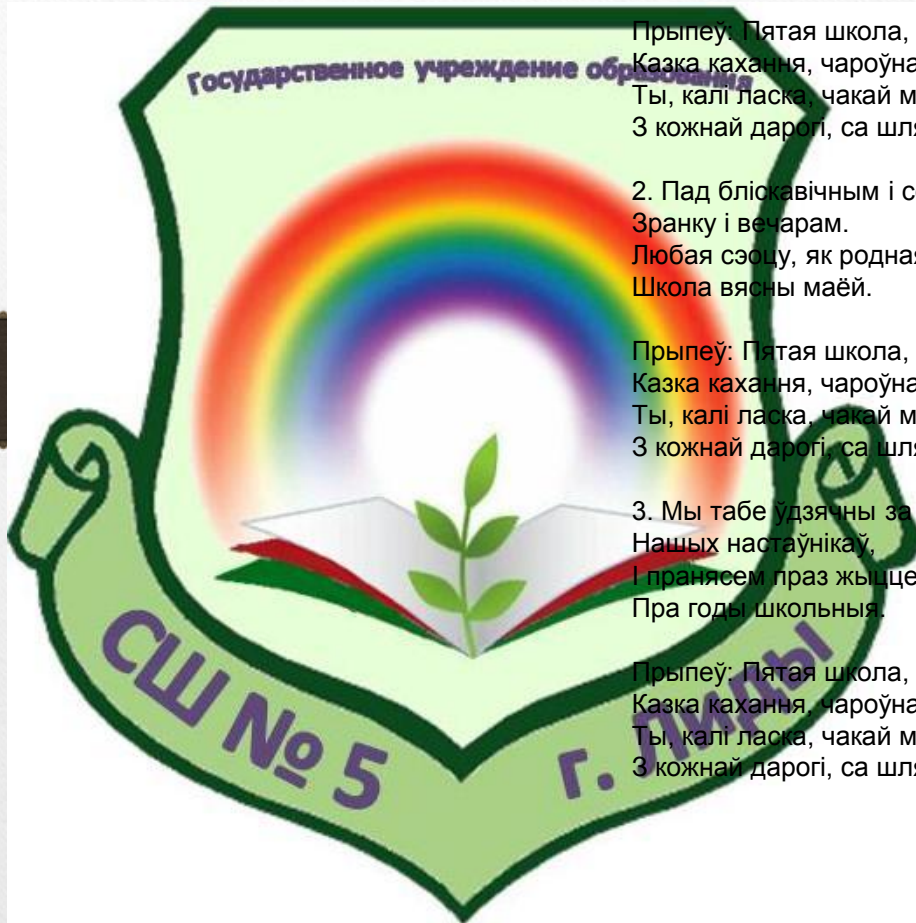 Государственное учреждение образования
СШ № 5 г. Лиды
Прыпеў: Пятая школа,
Казка кахання, чароўна
Ты, калі ласка, чакай м
З кожнай дарогі, са шля
2. Пад бліскавічным і с
Зранку і вечарам.
Любая сэоцу, як родная
Школа вясны маёй.
Прыпеў: Пятая школа,
Казка кахання, чароўна
Ты, калі ласка, чакай м
З кожнай дарогі, са шля
3. Мы табе ўдзячны за
Нашых настаўнікаў,
І пранясем праз жыцце
Пра годы школьныя.
Прыпеў: Пятая школа,
Казка кахання, чароўна
Ты, калі ласка, чакай м
З кожнай дарогі, са шля